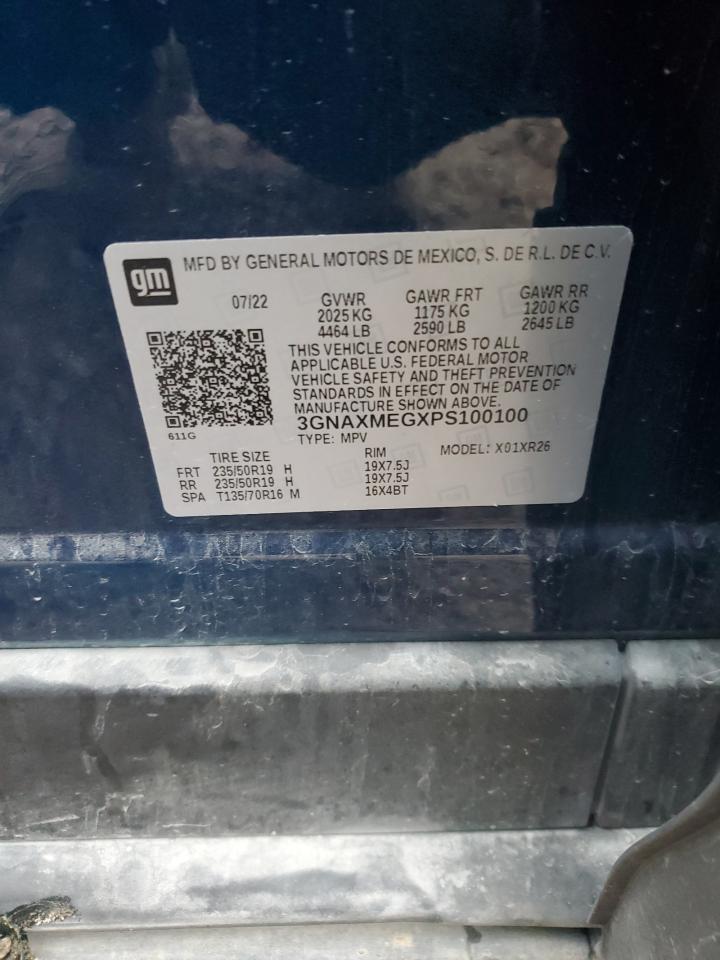 gm MFD BY GENERAL MOTORS DE MEXICO, S. DE R.L. DE C.V.
07/22 GVWR GAWR FRT GAWR RR
2025 KG 1175 KG 1200 KG
4464 LB 2590 LB 2645 LB
THIS VEHICLE CONFORMS TO ALL
APPLICABLE U.S. FEDERAL MOTOR
VEHICLE SAFETY AND THEFT PREVENTION
STANDARDS IN EFFECT ON THE DATE OF
MANUFACTURE SHOWN ABOVE.
3GNAXMEGXPS100100
611G TYPE: MPV MODEL: X01XR26
TIRE SIZE RIM
FRT 235/50R19 H 19X7.5J
RR 235/50R19 H 19X7.5J
SPA T135/70R16 M 16X4BT